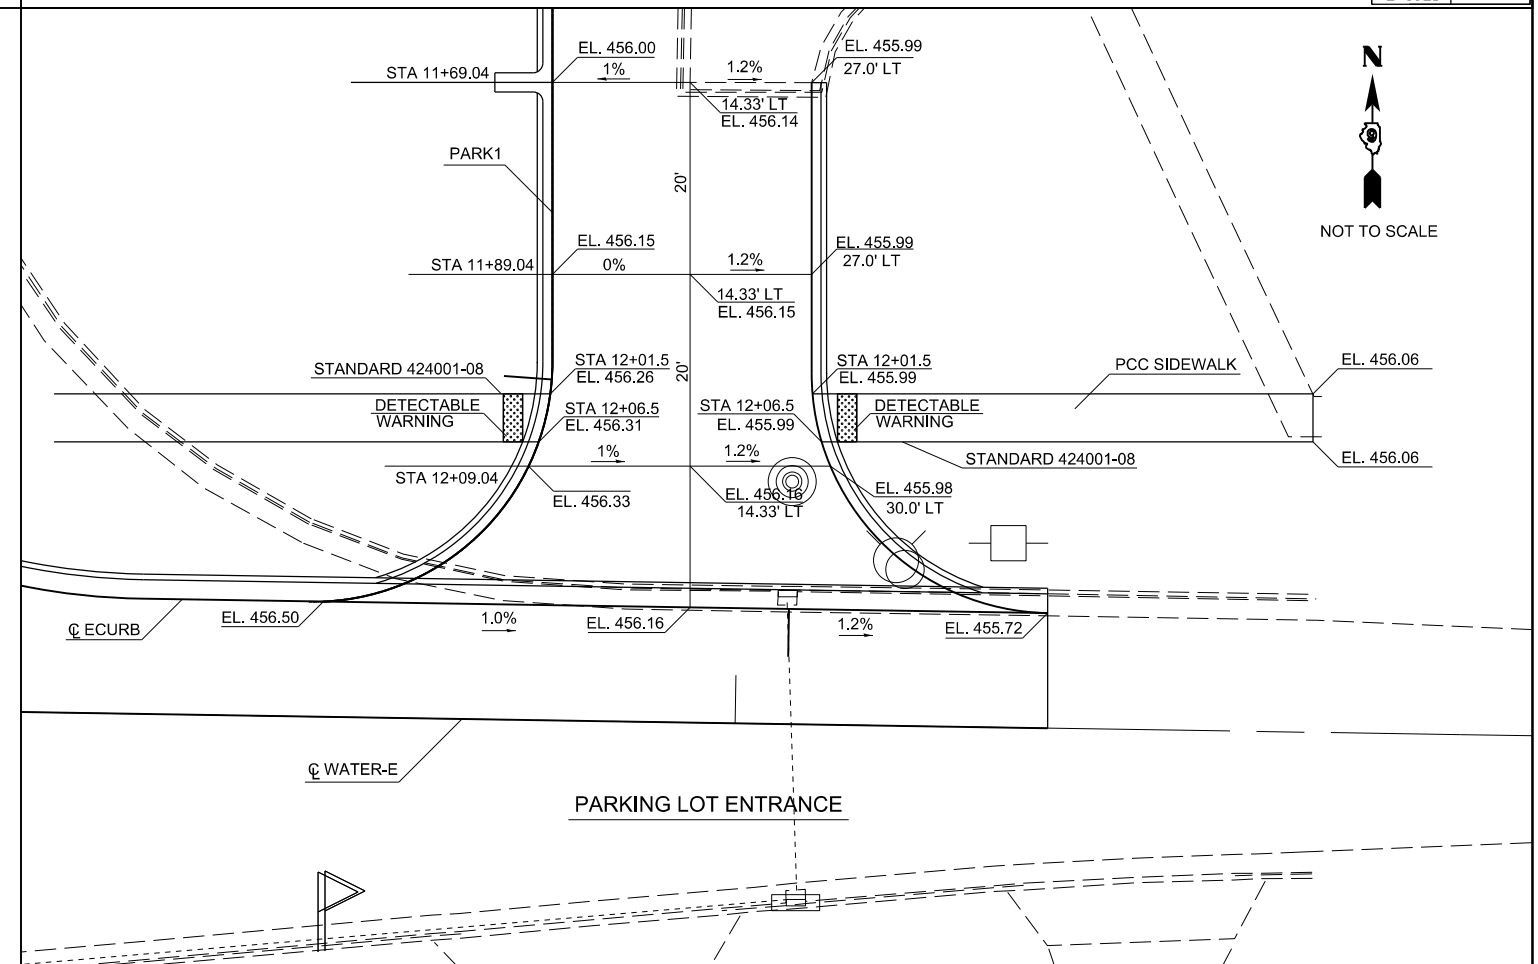 EL. 456.00
EL. 455.99
27.0' LT
N
STA 11+69.04
1%
1.2%
14.33' LT
EL. 456.14
PARK1
20'
NOT TO SCALE
EL. 456.15
EL. 455.99
27.0' LT
STA 11+89.04
0%
1.2%
14.33' LT
EL. 456.15
STANDARD 424001-08
STA 12+01.5
EL. 456.26
20'
STA 12+01.5
EL. 455.99
PCC SIDEWALK
EL. 456.06
DETECTABLE
WARNING
STA 12+06.5
EL. 456.31
STA 12+06.5
EL. 455.99
DETECTABLE
WARNING
1%
1.2%
STANDARD 424001-08
EL. 456.06
STA 12+09.04
EL. 456.33
EL. 456.16
14.33' LT
EL. 455.98
30.0' LT
℄ ECURB
EL. 456.50
1.0%
EL. 456.16
1.2%
EL. 455.72
℄ WATER-E
PARKING LOT ENTRANCE